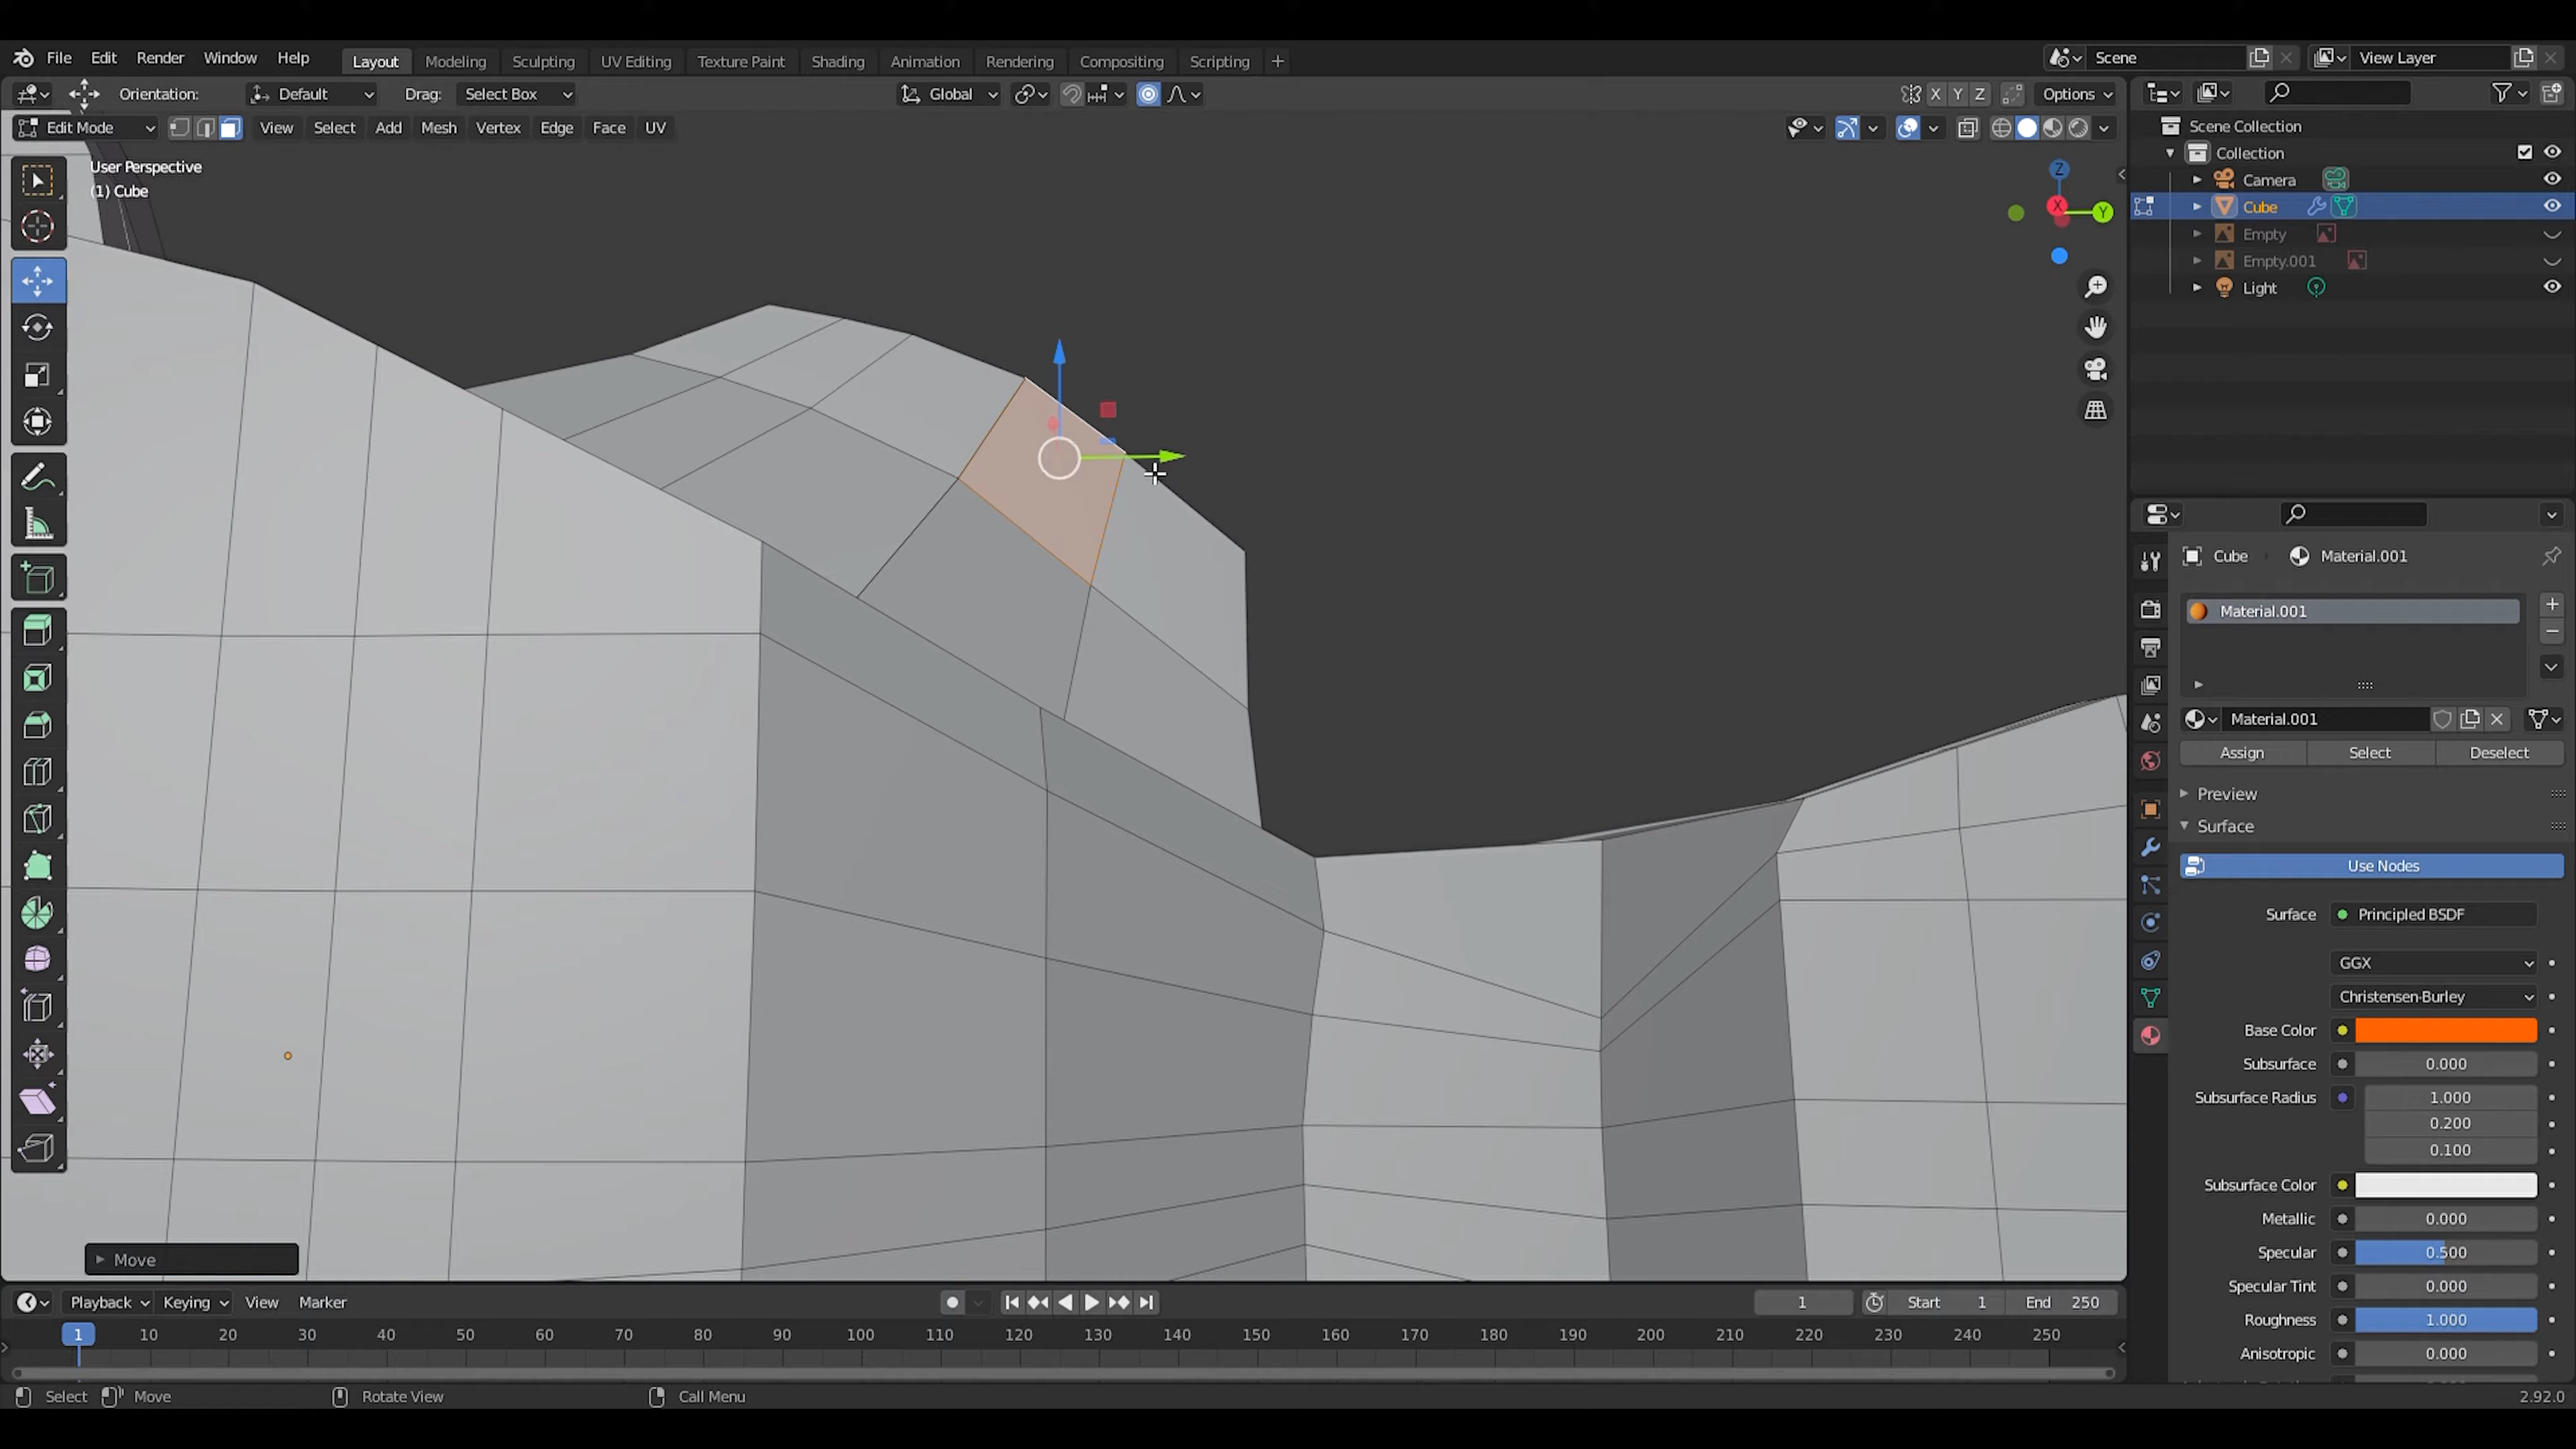 File Edit Render Window Help Layout Modeling Sculpting UV Editing Texture Paint Shading Animation Rendering Compositing Scripting + Scene View Layer
Orientation: Default Drag: Select Box Global X Y Z Options
Edit Mode View Select Add Mesh Vertex Edge Face UV
User Perspective
(1) Cube
Z
X
Y
Move
Scene Collection
Collection
Camera
Cube
Empty
Empty.001
Light
Cube Material.001
Material.001
Material.001
Assign Select Deselect
Preview
Surface
Use Nodes
Surface Principled BSDF
GGX
Christensen-Burley
Base Color
Subsurface 0.000
Subsurface Radius 1.000
0.200
0.100
Subsurface Color
Metallic 0.000
Specular 0.500
Specular Tint 0.000
Roughness 1.000
Anisotropic 0.000
Playback Keying View Marker 1 Start 1 End 250
1 10 20 30 40 50 60 70 80 90 100 110 120 130 140 150 160 170 180 190 200 210 220 230 240 250
Select Move Rotate View Call Menu 2.92.0